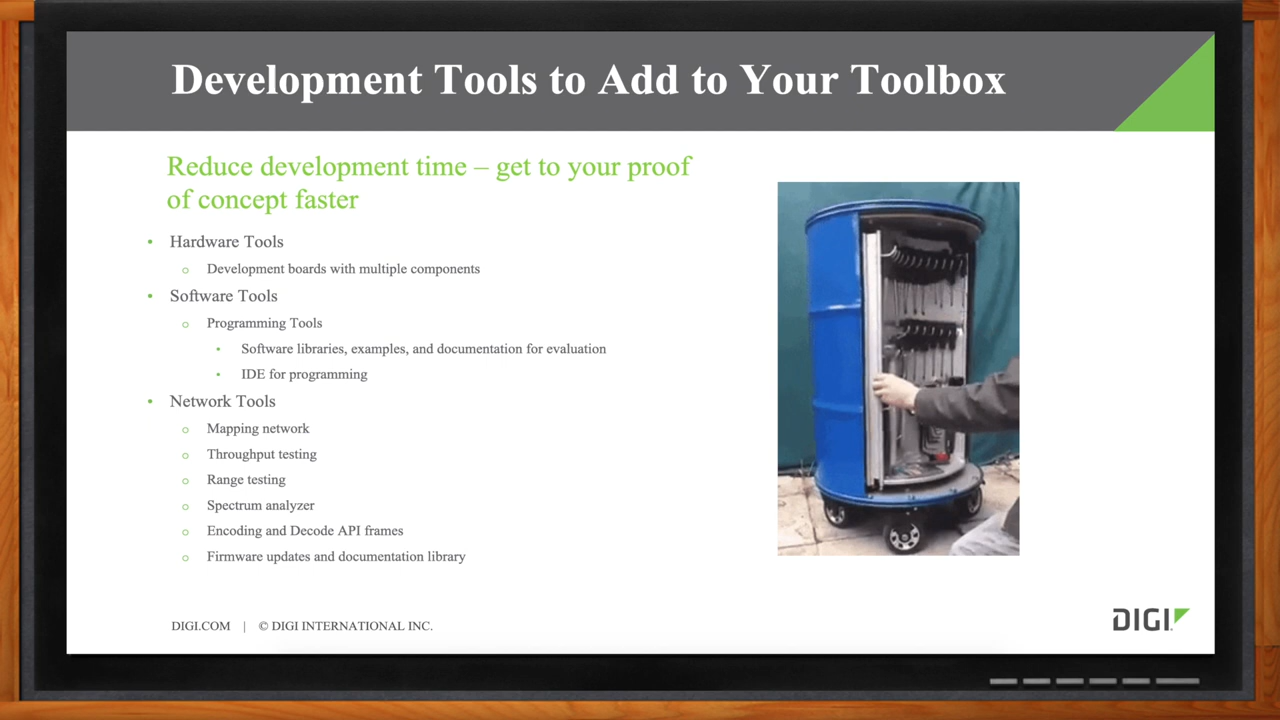 Development Tools to Add to Your Toolbox
Reduce development time – get to your proof
of concept faster
• Hardware Tools
o Development boards with multiple components
• Software Tools
o Programming Tools
• Software libraries, examples, and documentation for evaluation
• IDE for programming
• Network Tools
o Mapping network
o Throughput testing
o Range testing
o Spectrum analyzer
o Encoding and Decode API frames
o Firmware updates and documentation library
DIGI.COM | © DIGI INTERNATIONAL INC.
DIGI